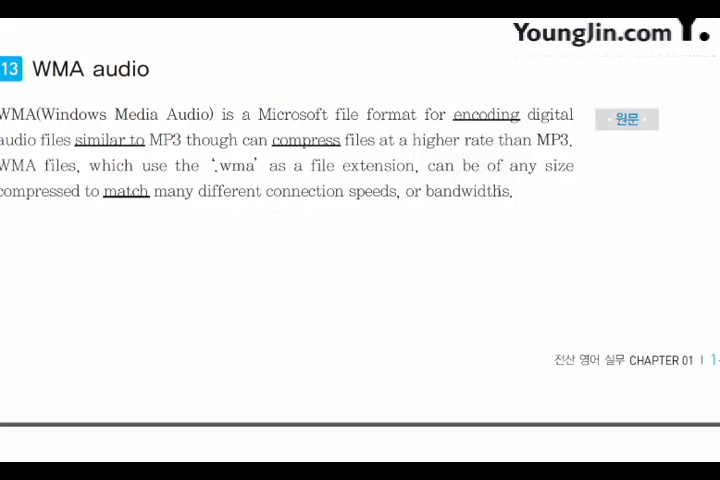 YoungJin.com Y.
13 WMA audio
WMA(Windows Media Audio) is a Microsoft file format for encoding digital
audio files similar to MP3 though can compress files at a higher rate than MP3.
WMA files, which use the '.wma' as a file extension, can be of any size
compressed to match many different connection speeds, or bandwidths.
원문
전산 영어 실무 CHAPTER 01 I 1-